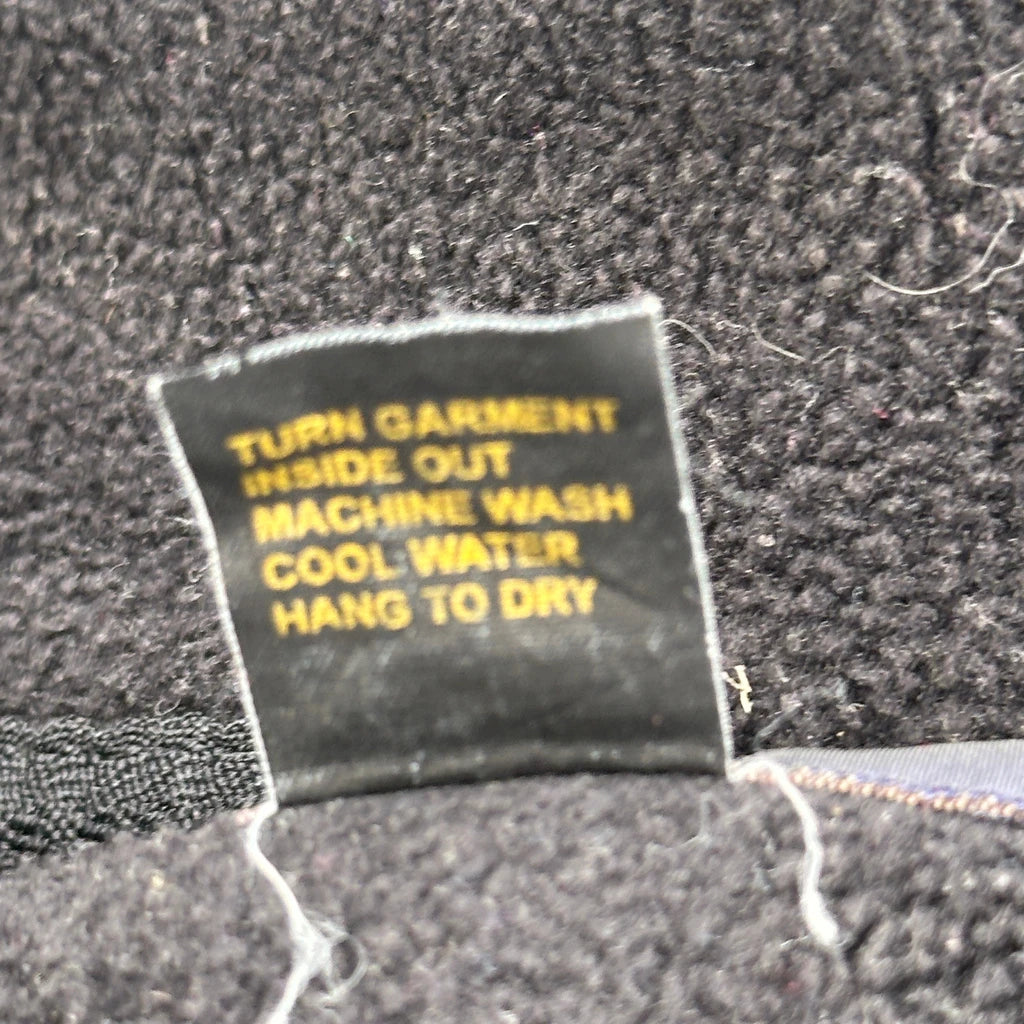 TURN GARMENT
INSIDE OUT
MACHINE WASH
COOL WATER
HANG TO DRY